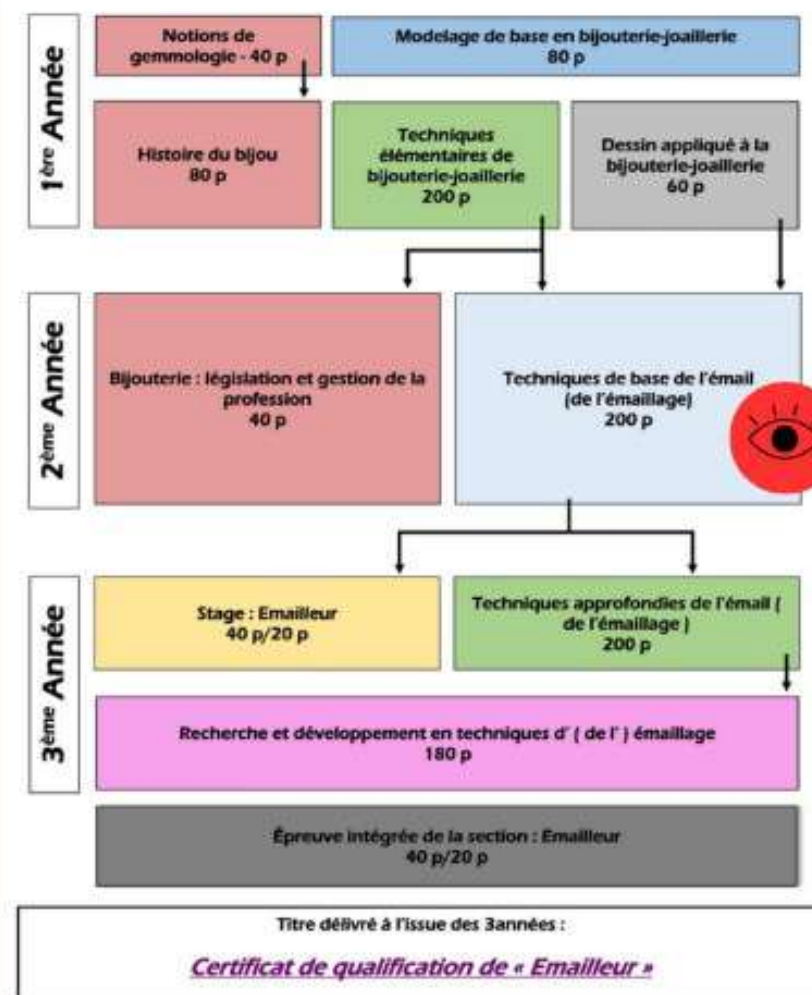 1ère Année
Notions de
gemmologie - 40 p
Modelage de base en bijouterie-joaillerie
80 p
Histoire du bijou
80 p
Techniques
élémentaires de
bijouterie-joaillerie
200 p
Dessin appliqué à la
bijouterie-joaillerie
60 p
2ème Année
Bijouterie : législation et gestion de la
profession
40 p
Techniques de base de l'émail
(de l'émaillage)
200 p
3ème Année
Stage : Emailleur
40 p/20 p
Techniques approfondies de l'émail (
de l'émaillage )
200 p
Recherche et développement en techniques d' ( de l' ) émaillage
180 p
Épreuve intégrée de la section : Emailleur
40 p/20 p
Titre délivré à l'issue des 3années :
Certificat de qualification de « Emailleur »